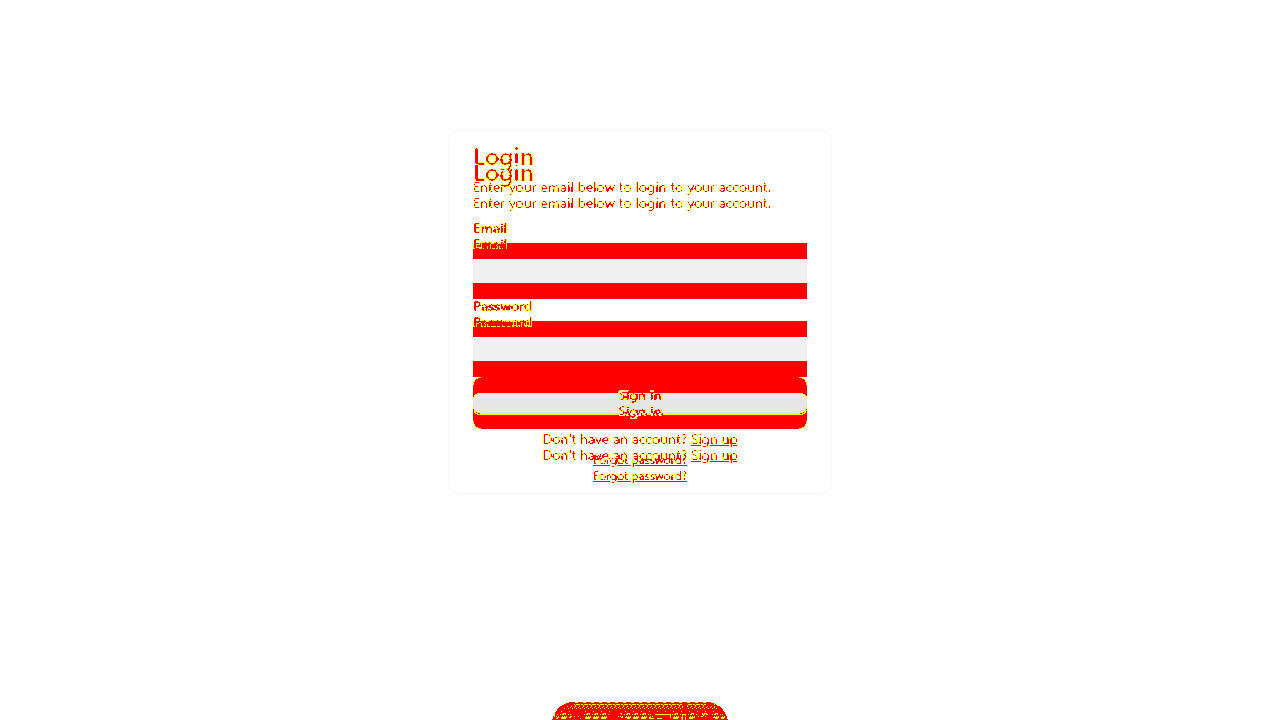 Login
Login
Enter your email below to login to your account.
Enter your email below to login to your account.
Email
Email
Password
Password
Sign in
Sign in
Don't have an account? Sign up
Don't have an account? Sign up
Forgot password?
Forgot password?